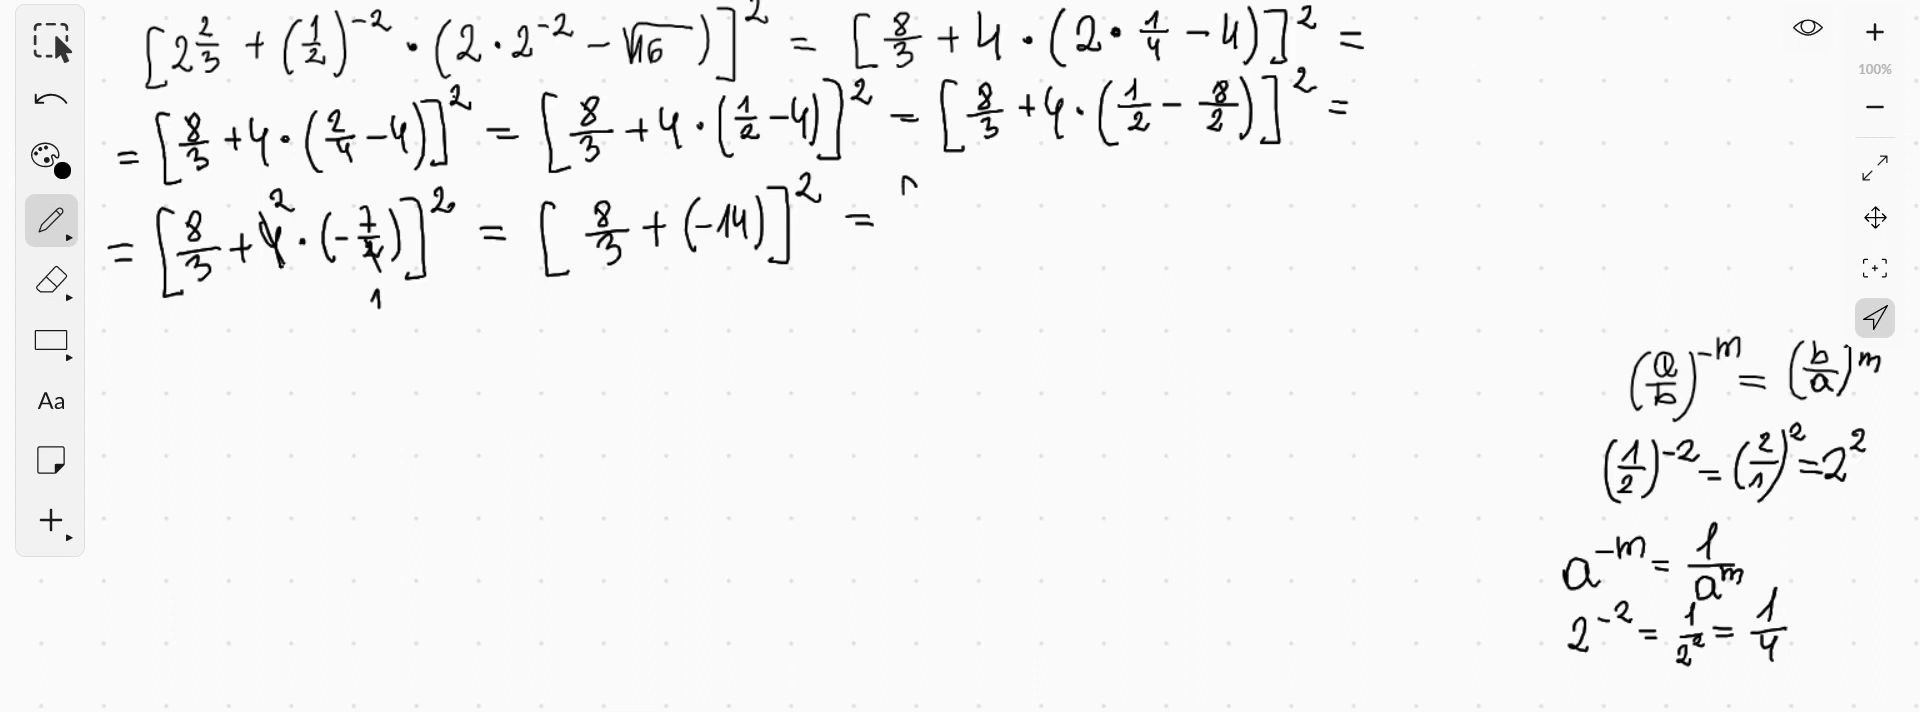 [2 2/3 + (1/2)^-2 · (2 · 2^-2 - √16)]^2 = [8/3 + 4 · (2 · 1/4 - 4)]^2 =
= [8/3 + 4 · (2/4 - 4)]^2 = [8/3 + 4 · (1/2 - 4)]^2 = [8/3 + 4 · (1/2 - 8/2)]^2 =
= [8/3 + 4 2 · (-7/2 1)]^2 = [8/3 + (-14)]^2 =
100%
Aa
(a/b)^-m = (b/a)^m
(1/2)^-2 = (2/1)^2 = 2^2
a^-m = 1/a^m
2^-2 = 1/2^2 = 1/4